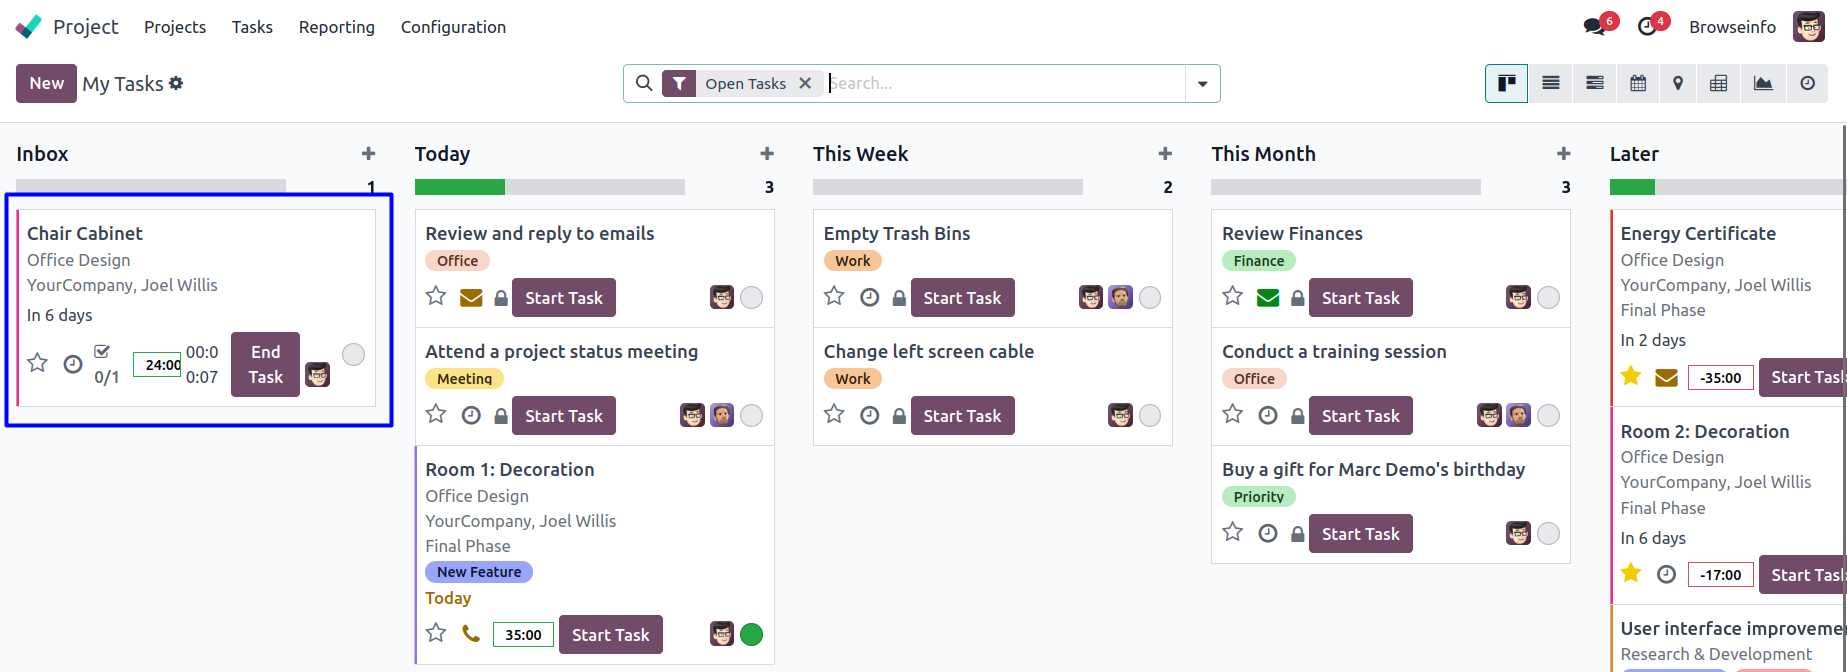 Project Projects Tasks Reporting Configuration 6 4 Browseinfo
New My Tasks Open Tasks Search...
Inbox
1
Chair Cabinet
Office Design
YourCompany, Joel Willis
In 6 days
0/1 24:00 00:0
0:07 End
Task
Today
3
Review and reply to emails
Office
Start Task
Attend a project status meeting
Meeting
Start Task
Room 1: Decoration
Office Design
YourCompany, Joel Willis
Final Phase
New Feature
Today
35:00 Start Task
This Week
2
Empty Trash Bins
Work
Start Task
Change left screen cable
Work
Start Task
This Month
3
Review Finances
Finance
Start Task
Conduct a training session
Office
Start Task
Buy a gift for Marc Demo's birthday
Priority
Start Task
Later
Energy Certificate
Office Design
YourCompany, Joel Willis
Final Phase
In 2 days
-35:00 Start Task
Room 2: Decoration
Office Design
YourCompany, Joel Willis
Final Phase
In 6 days
-17:00 Start Task
User interface improveme
Research & Development